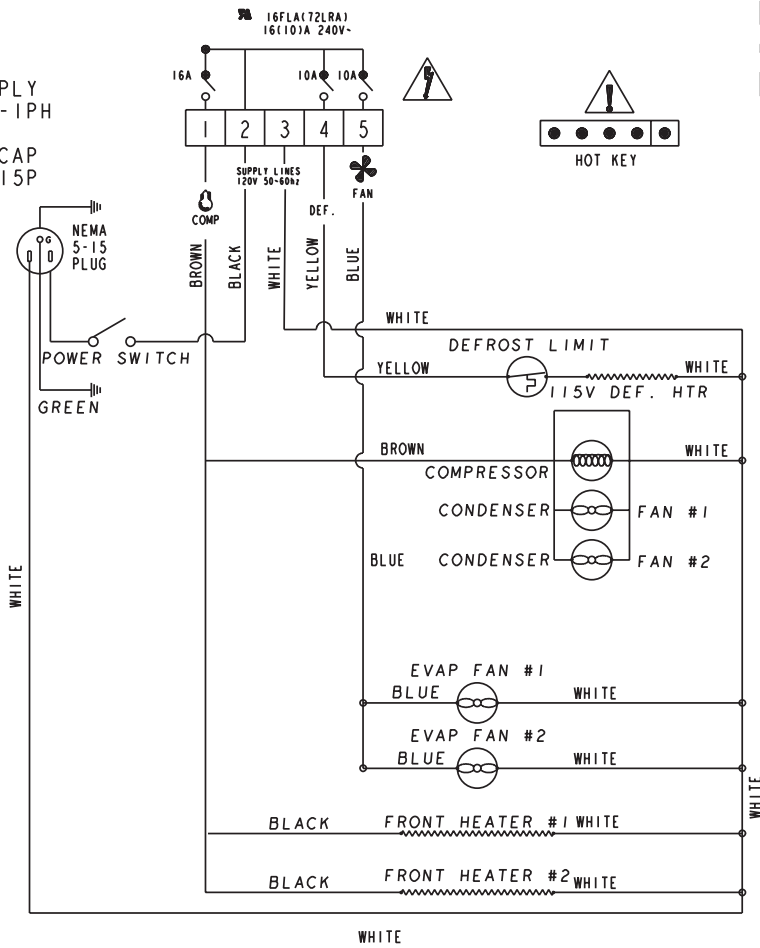 16FLA(72LRA)
16(10)A 240V~
16A
10A
10A
1
2
3
4
5
PLY
-1PH
CAP
15P
HOT KEY
SUPPLY LINES
120V 50-60hz
COMP
DEF.
FAN
G
NEMA
5-15
PLUG
BROWN
BLACK
WHITE
YELLOW
BLUE
WHITE
POWER SWITCH
GREEN
DEFROST LIMIT
YELLOW
WHITE
115V DEF. HTR
BROWN
WHITE
COMPRESSOR
CONDENSER
FAN #1
BLUE
CONDENSER
FAN #2
WHITE
EVAP FAN #1
BLUE
WHITE
EVAP FAN #2
BLUE
WHITE
WHITE
BLACK
FRONT HEATER #1
WHITE
BLACK
FRONT HEATER #2
WHITE
WHITE